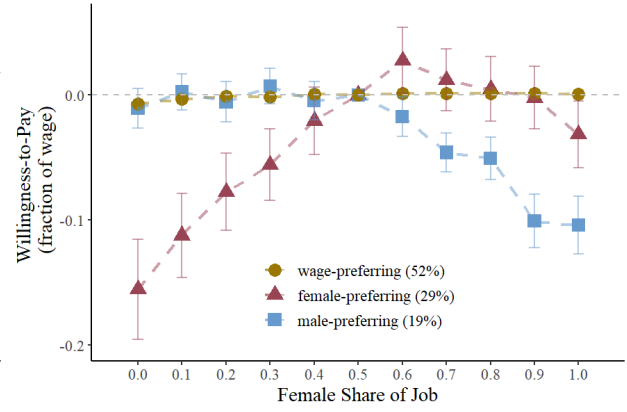 Willingness-to-Pay
(fraction of wage)
0.0
-0.1
-0.2
wage-preferring (52%)
female-preferring (29%)
male-preferring (19%)
0.0 0.1 0.2 0.3 0.4 0.5 0.6 0.7 0.8 0.9 1.0
Female Share of Job